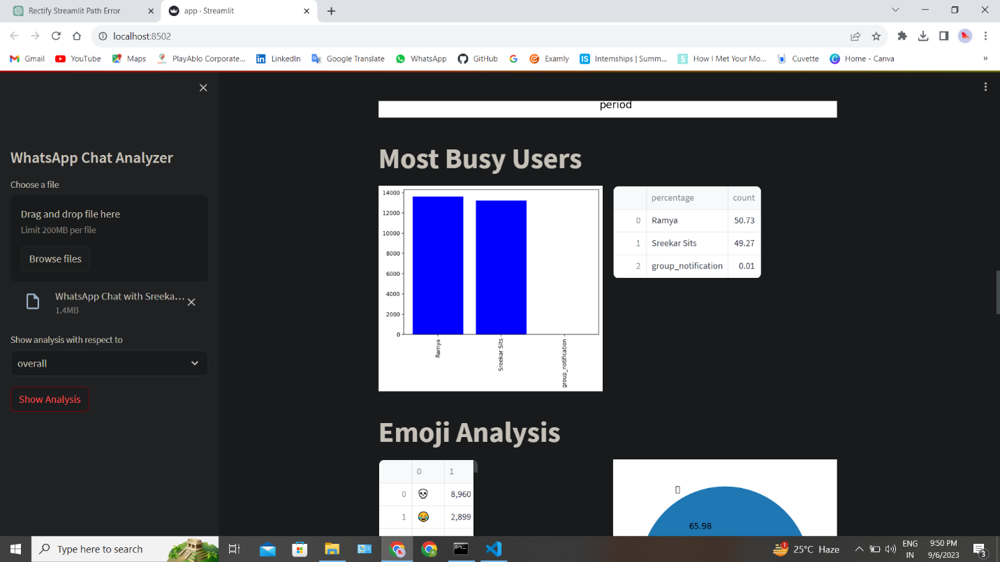 Rectify Streamlit Path Error
app · Streamlit
localhost:8502
Gmail
YouTube
Maps
PlayAblo Corporate...
LinkedIn
Google Translate
WhatsApp
GitHub
Examly
Internships | Summ...
How I Met Your Mo...
Cuvette
Home - Canva
»
WhatsApp Chat Analyzer
Choose a file
Drag and drop file here
Limit 200MB per file
Browse files
WhatsApp Chat with Sreeka...
1.4MB
Show analysis with respect to
overall
Show Analysis
period
Most Busy Users
14000
12000
10000
8000
6000
4000
2000
0
Ramya
Sreekar Sits
group_notification
percentage count
0 Ramya 50.73
1 Sreekar Sits 49.27
2 group_notification 0.01
Emoji Analysis
0 1
0 💀 8,960
1 😂 2,899
65.98
Type here to search
1
25°C Haze
ENG
IN
9:50 PM
9/6/2023
3